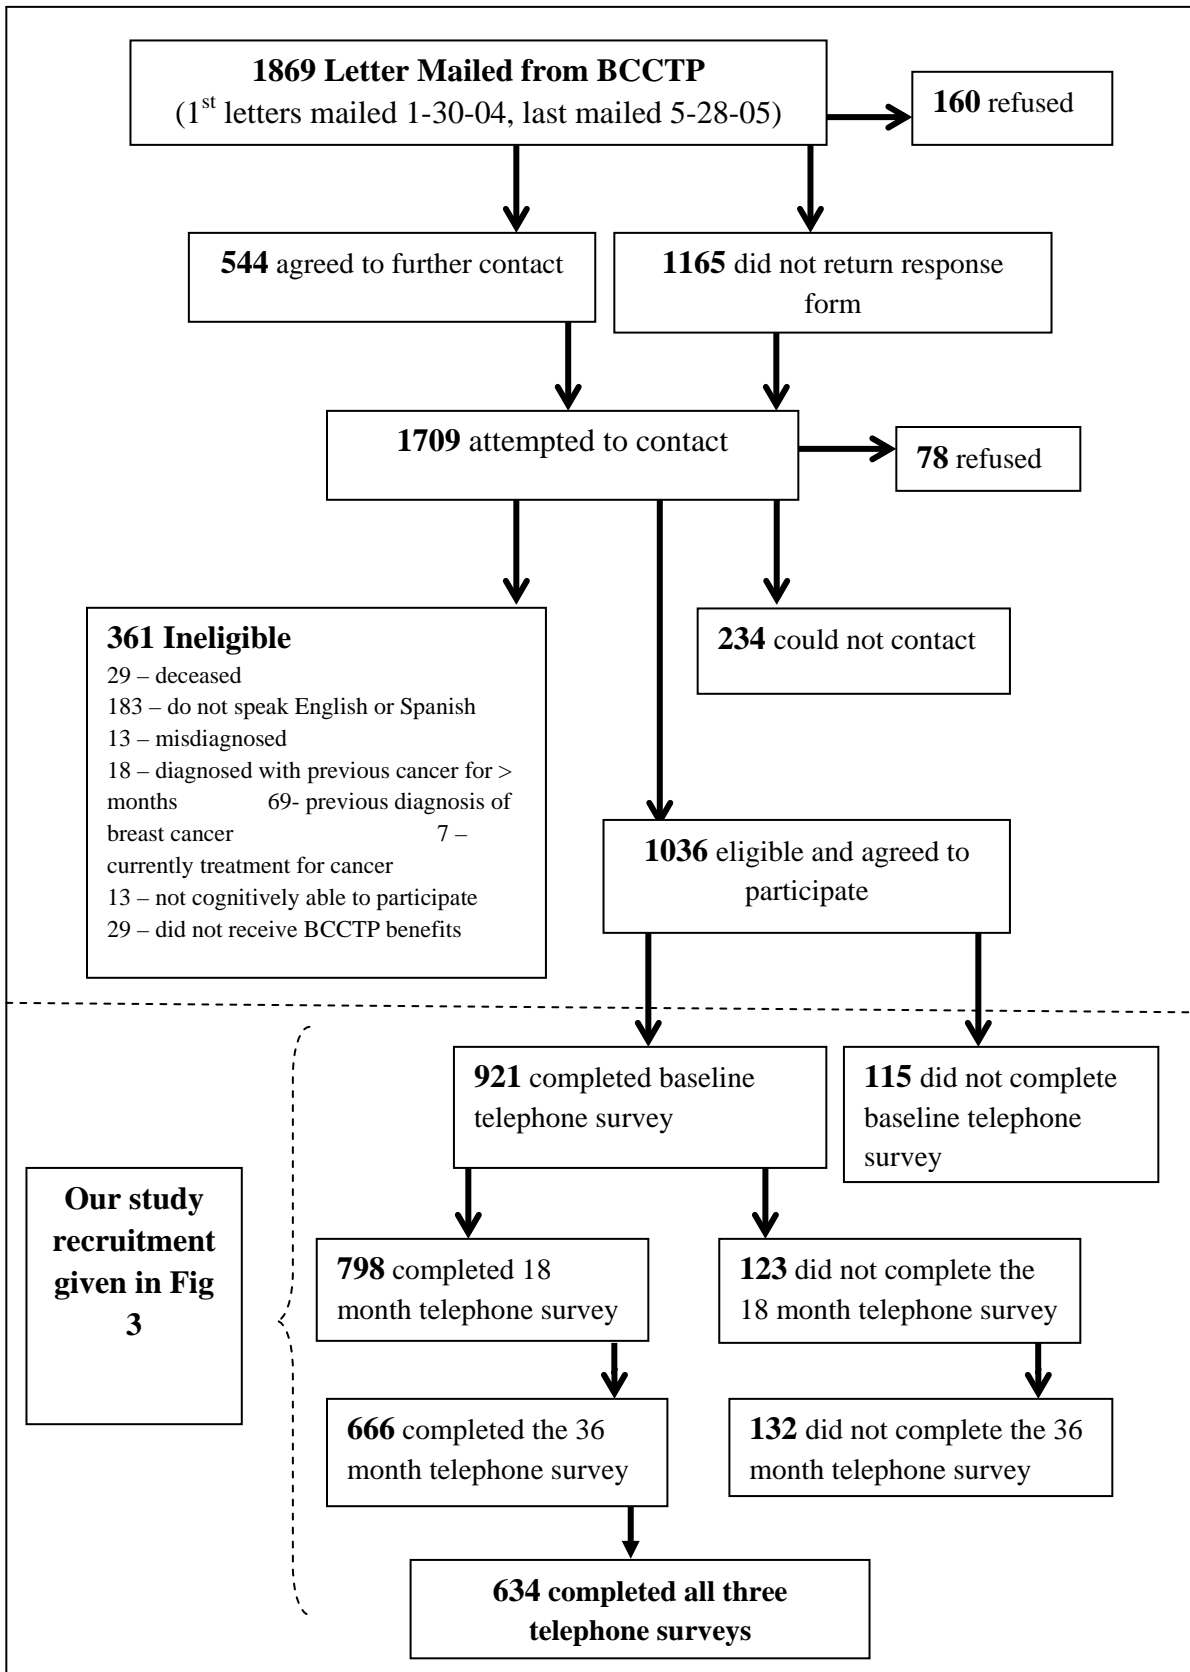 1869 Letter Mailed from BCCTP
(1st letters mailed 1-30-04, last mailed 5-28-05)
160 refused
544 agreed to further contact
1165 did not return response
form
1709 attempted to contact
78 refused
361 Ineligible
29 – deceased
183 – do not speak English or Spanish
13 – misdiagnosed
18 – diagnosed with previous cancer for >
months 69- previous diagnosis of
breast cancer 7 –
currently treatment for cancer
13 – not cognitively able to participate
29 – did not receive BCCTP benefits
234 could not contact
1036 eligible and agreed to
participate
921 completed baseline
telephone survey
115 did not complete
baseline telephone
survey
Our study
recruitment
given in Fig
3
798 completed 18
month telephone survey
123 did not complete the
18 month telephone survey
666 completed the 36
month telephone survey
132 did not complete the 36
month telephone survey
634 completed all three
telephone surveys